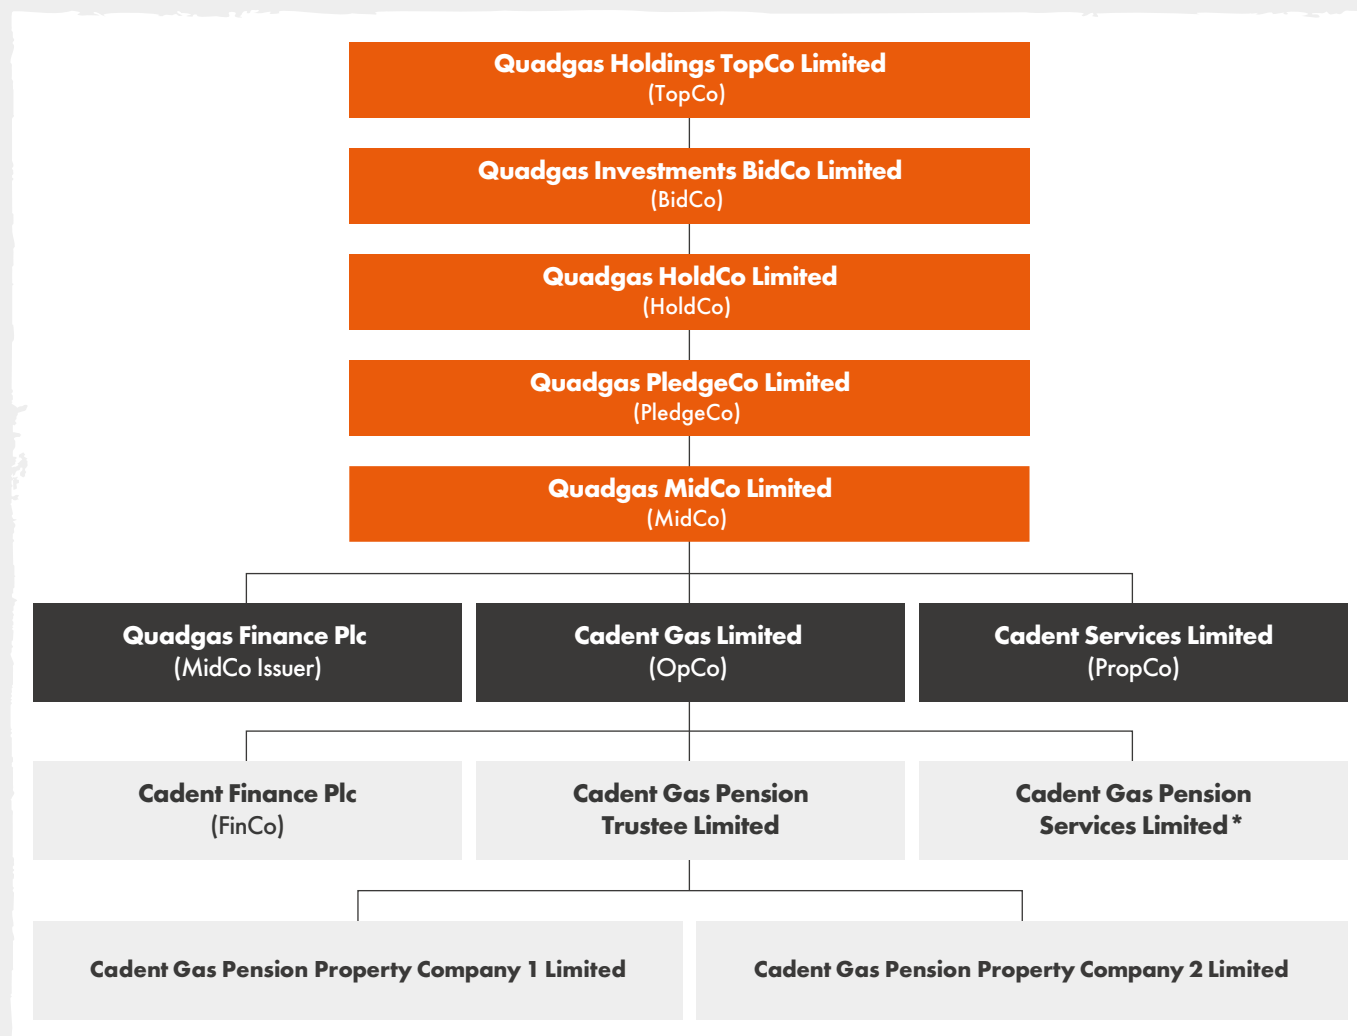 Quadgas Holdings TopCo Limited
(TopCo)
Quadgas Investments BidCo Limited
(BidCo)
Quadgas HoldCo Limited
(HoldCo)
Quadgas PledgeCo Limited
(PledgeCo)
Quadgas MidCo Limited
(MidCo)
Quadgas Finance Plc
(MidCo Issuer)
Cadent Gas Limited
(OpCo)
Cadent Services Limited
(PropCo)
Cadent Finance Plc
(FinCo)
Cadent Gas Pension
Trustee Limited
Cadent Gas Pension
Services Limited*
Cadent Gas Pension Property Company 1 Limited
Cadent Gas Pension Property Company 2 Limited